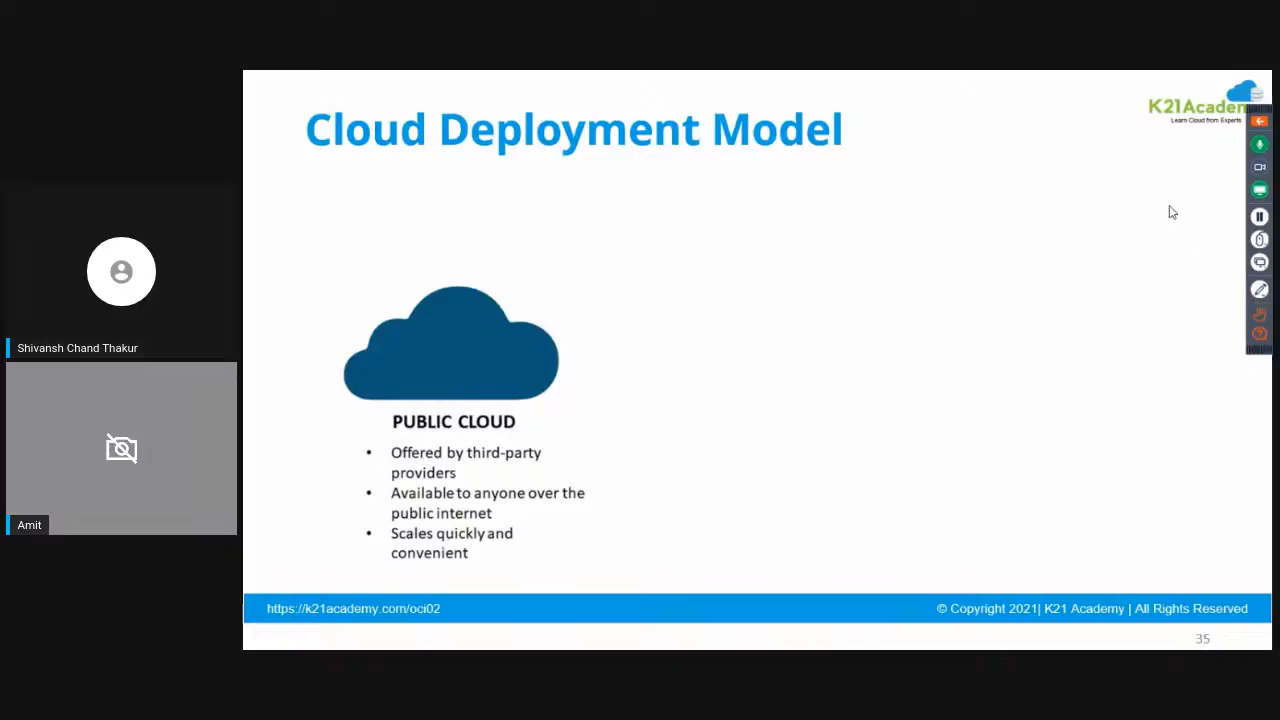 Cloud Deployment Model
K21Academ
Learn Cloud from Experts
Shivansh Chand Thakur
Amit
PUBLIC CLOUD
• Offered by third-party
providers
• Available to anyone over the
public internet
• Scales quickly and
convenient
https://k21academy.com/oci02
© Copyright 2021| K21 Academy | All Rights Reserved
35